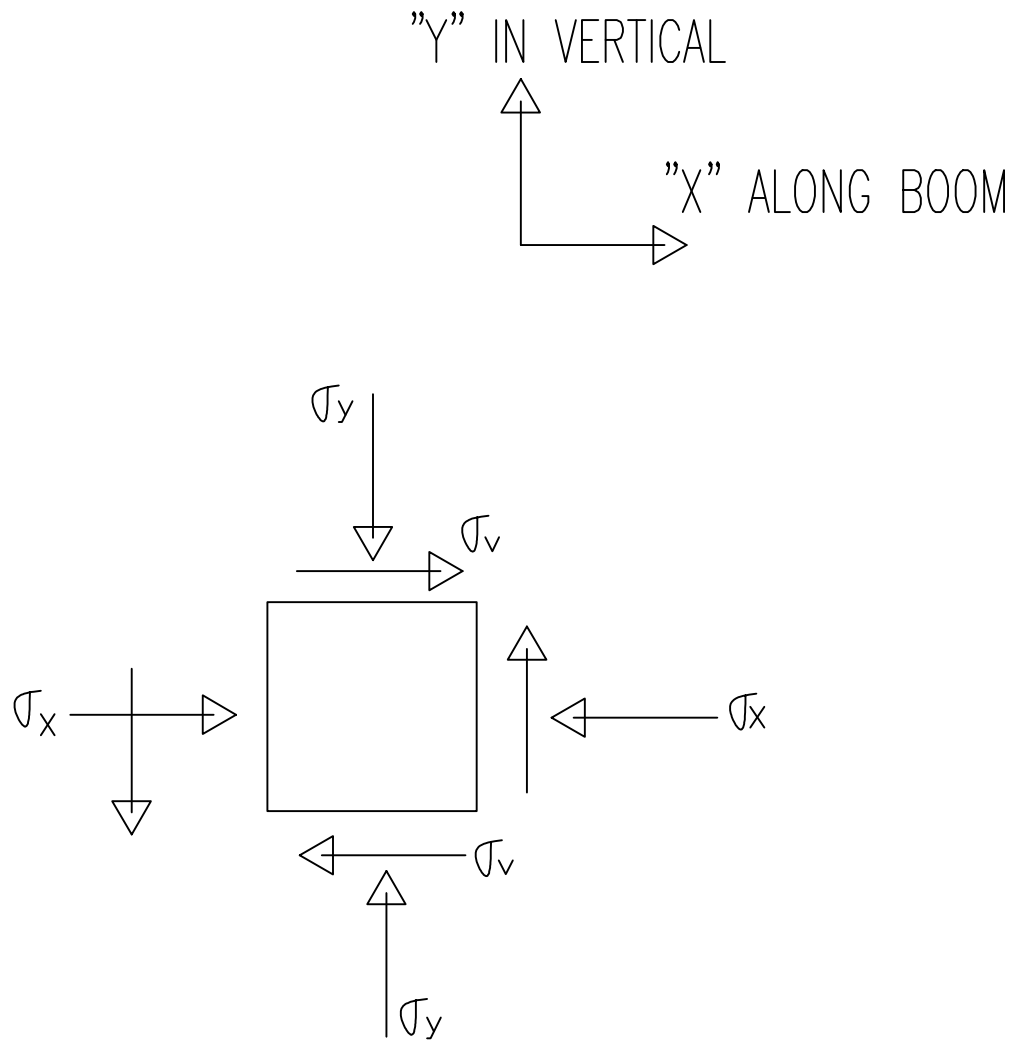 "Y" IN VERTICAL
"X" ALONG BOOM
σy
σv
σx
σx
σv
σy